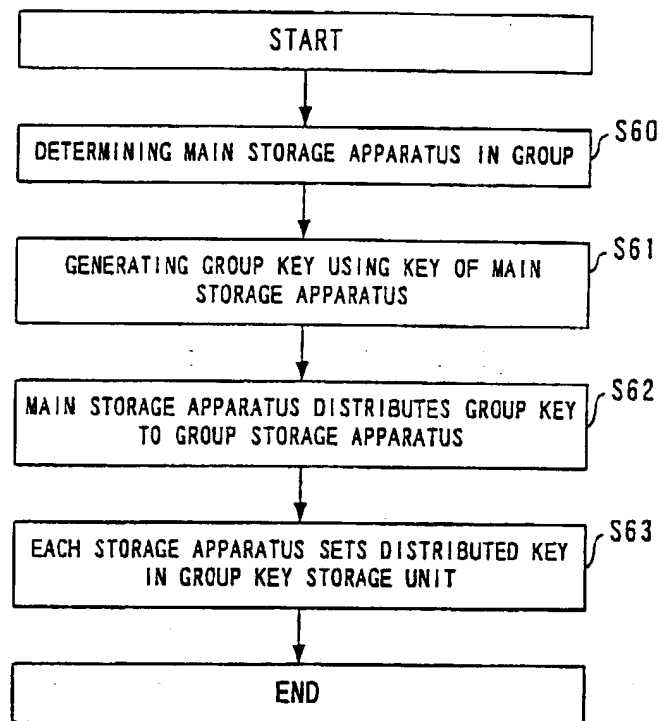 START
S60
DETERMINING MAIN STORAGE APPARATUS IN GROUP
S61
GENERATING GROUP KEY USING KEY OF MAIN
STORAGE APPARATUS
S62
MAIN STORAGE APPARATUS DISTRIBUTES GROUP KEY
TO GROUP STORAGE APPARATUS
S63
EACH STORAGE APPARATUS SETS DISTRIBUTED KEY
IN GROUP KEY STORAGE UNIT
END